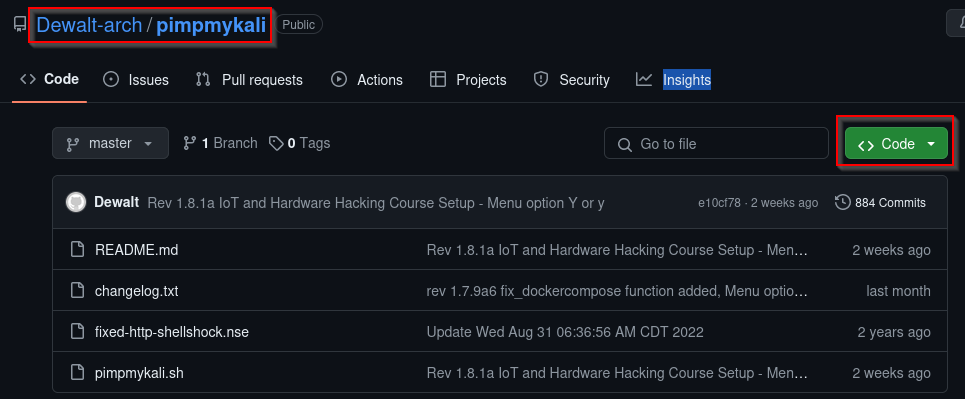 Dewalt-arch / pimpmykali Public
Code Issues Pull requests Actions Projects Security Insights
master 1 Branch 0 Tags Go to file Code
Dewalt Rev 1.8.1a IoT and Hardware Hacking Course Setup - Menu option Y or y e10cf78 · 2 weeks ago 884 Commits
README.md Rev 1.8.1a IoT and Hardware Hacking Course Setup - Men… 2 weeks ago
changelog.txt rev 1.7.9a6 fix_dockercompose function added, Menu optio… last month
fixed-http-shellshock.nse Update Wed Aug 31 06:36:56 AM CDT 2022 2 years ago
pimpmykali.sh Rev 1.8.1a IoT and Hardware Hacking Course Setup - Men… 2 weeks ago